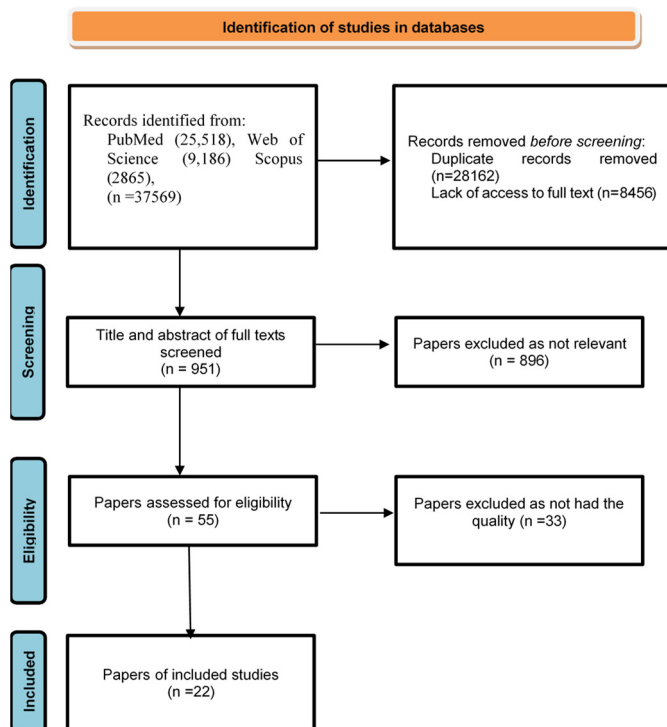 Identification of studies in databases
Identification
Records identified from:
PubMed (25,518), Web of
Science (9,186) Scopus
(2865),
(n =37569)
Records removed before screening:
Duplicate records removed
(n=28162)
Lack of access to full text (n=8456)
Screening
Title and abstract of full texts
screened
(n = 951)
Papers excluded as not relevant
(n = 896)
Eligibility
Papers assessed for eligibility
(n = 55)
Papers excluded as not had the
quality (n =33)
Included
Papers of included studies
(n =22)